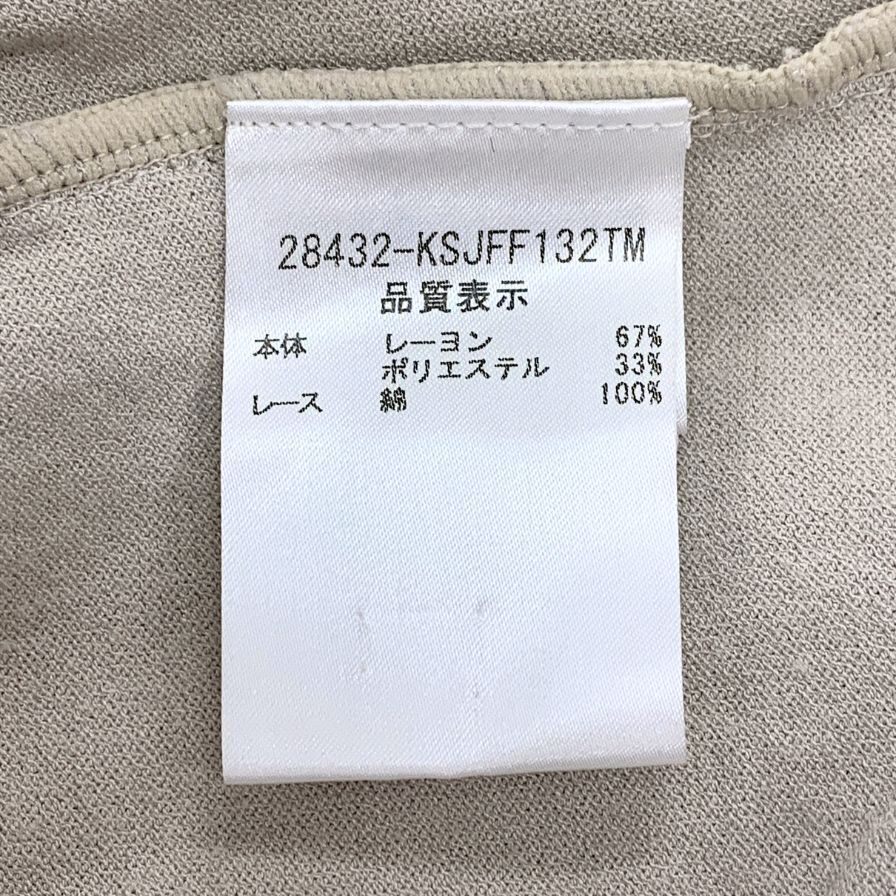 28432-KSJFF132TM
品質表示
本体 レーヨン 67%
ポリエステル 33%
レース 綿 100%